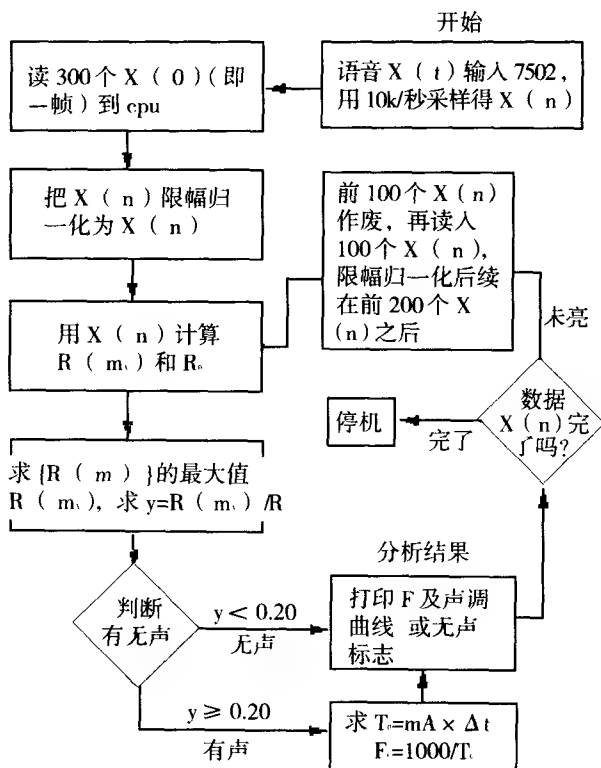 开始
语音 X ( t ) 输入 7502,
用 10k/秒采样得 X ( n )
读 300 个 X ( 0 ) ( 即
一帧 ) 到 cpu
把 X ( n ) 限幅归
一化为 X ( n )
用 X ( n ) 计算
R ( m、) 和 R。
求 {R ( m ) } 的最大值
R ( m、), 求 y=R ( m、) /R
判断
有无声
y < 0.20
无声
y ≥ 0.20
有声
求 T。=mA × Δ t
F、=1000/T、
分析结果
打印 F 及声调
曲线 或无声
标志
数据
X ( n ) 完
了吗?
完了
停机
未亮
前 100 个 X ( n )
作废, 再读入
100 个 X ( n ),
限幅归一化后续
在前 200 个 X
(n) 之后